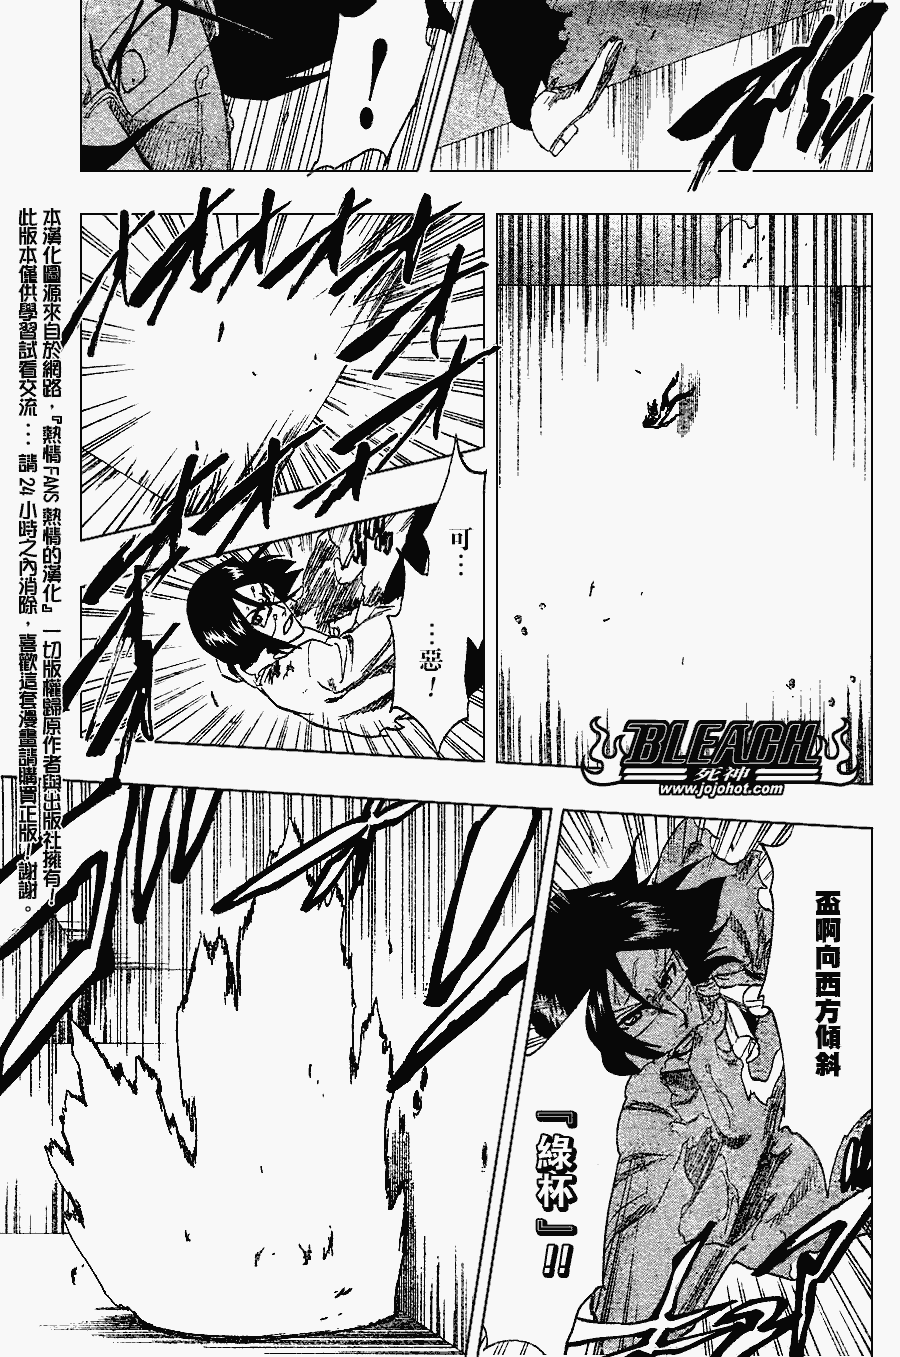 ！
可…
…惡！
盃啊向西方傾斜
『綠杯』!!
BLEACH
死神
www.jojohot.com
本漢化圖源來自於網路，『熱情FANS熱情的漢化』一切版權歸原作者與出版社擁有！
此版本僅供學習試看交流…請24小時之內消除，喜歡這套漫畫請購買正版！謝謝。